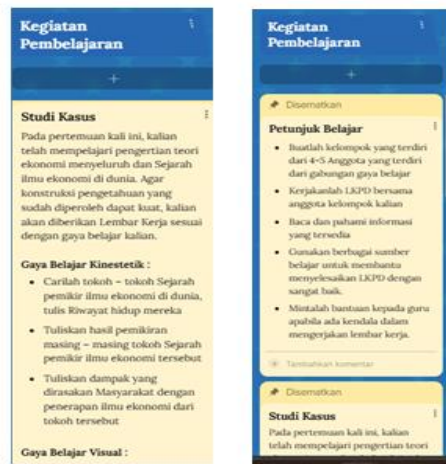 Kegiatan
Pembelajaran
+
Studi Kasus
Pada pertemuan kali ini, kalian
telah mempelajari pengertian teori
ekonomi menyeluruh dan Sejarah
ilmu ekonomi di dunia. Agar
konstruksi pengetahuan yang
sudah diperoleh dapat kuat, kalian
akan diberikan Lembar Kerja sesuai
dengan gaya belajar kalian.
Gaya Belajar Kinestetik :
• Carilah tokoh – tokoh Sejarah
pemikir ilmu ekonomi di dunia,
tulis Riwayat hidup mereka
• Tuliskan hasil pemikiran
masing – masing tokoh Sejarah
pemikir ilmu ekonomi tersebut
• Tuliskan dampak yang
dirasakan Masyarakat dengan
penerapan ilmu ekonomi dari
tokoh tersebut
Gaya Belajar Visual :
Kegiatan
Pembelajaran
+
Disematkan
Petunjuk Belajar
• Buatlah kelompok yang terdiri
dari 4-5 Anggota yang terdiri
dari gabungan gaya belajar
• Kerjakanlah LKPD bersama
anggota kelompok kalian
• Baca dan pahami informasi
yang tersedia
• Gunakan berbagai sumber
belajar untuk membantu
menyelesaikan LKPD dengan
sangat baik.
• Mintalah bantuan kepada guru
apabila ada kendala dalam
mengerjakan lembar kerja.
Tambahkan komentar
Disematkan
Studi Kasus
Pada pertemuan kali ini, kalian
telah mempelajari pengertian teori